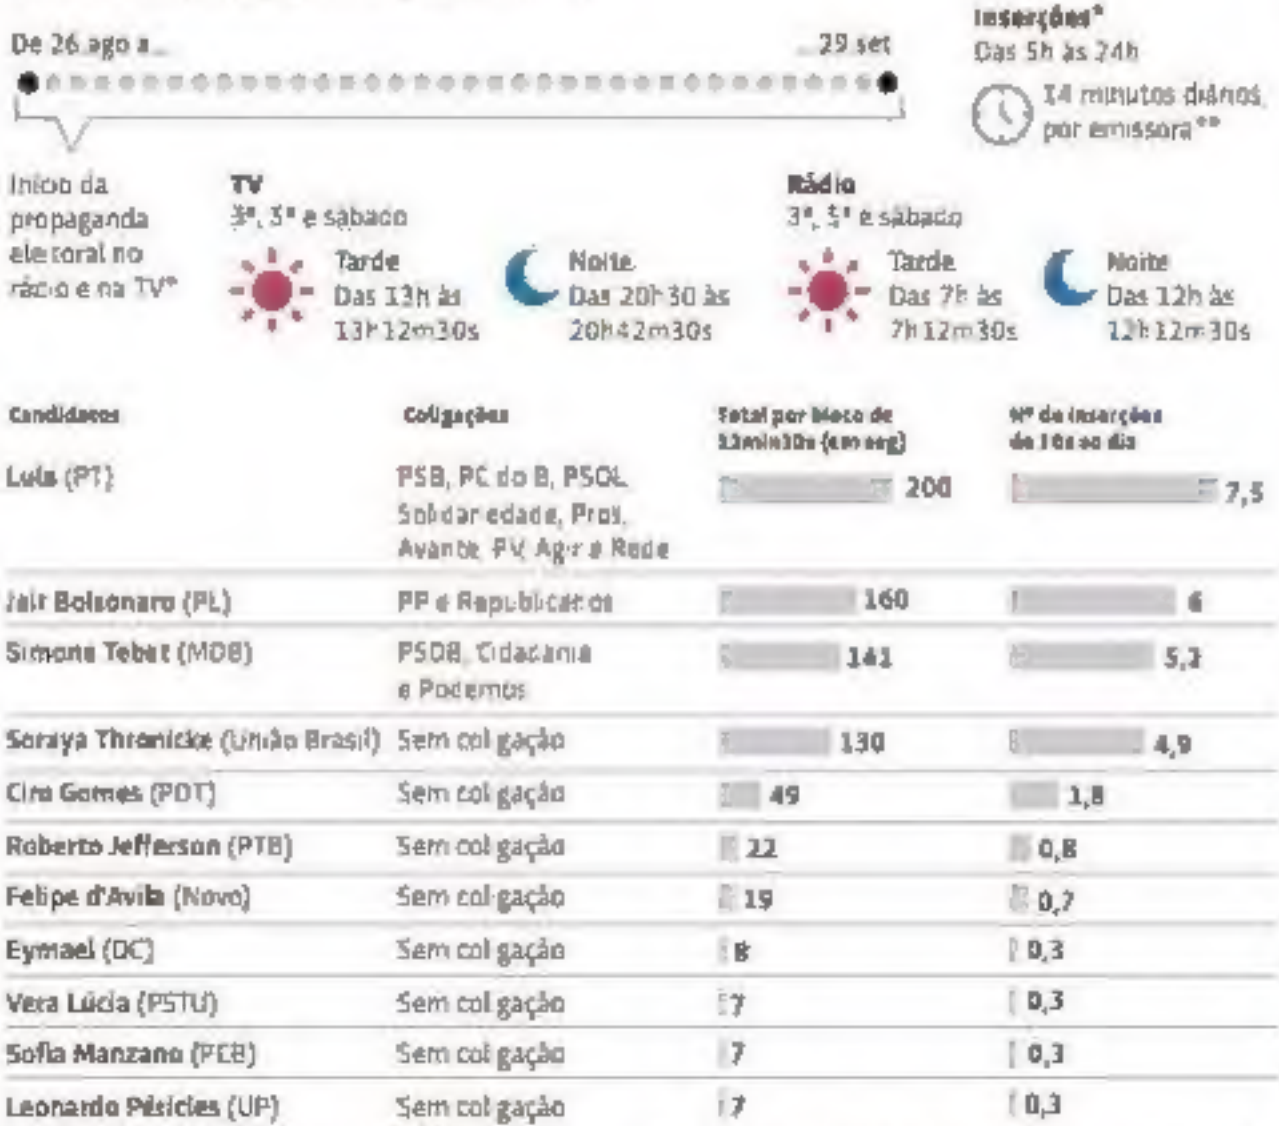 De 26 ago a...
...29 set
Inserções*
Das 5h às 24h
14 minutos diários,
por emissora**
Início da
propaganda
eleitoral no
rádio e na TV*
TV
3ª, 5ª e sábado
Tarde
Das 13h às
13h12m30s
Noite
Das 20h30 às
20h42m30s
Rádio
3ª, 5ª e sábado
Tarde
Das 7h às
7h12m30s
Noite
Das 12h às
12h12m30s
Candidatos
Coligações
Total por bloco de
12min30s (em seg)
Nº de inserções
de 30s ao dia
Lula (PT)
PSB, PC do B, PSOL,
Solidariedade, Pros,
Avante, PV, Agir e Rede
200
7,5
Jair Bolsonaro (PL)
PP e Republicanos
160
6
Simone Tebet (MDB)
PSDB, Cidadania
e Podemos
141
5,2
Soraya Thronicke (União Brasil)
Sem coligação
130
4,9
Ciro Gomes (PDT)
Sem coligação
49
1,8
Roberto Jefferson (PTB)
Sem coligação
22
0,8
Felipe d'Avila (Novo)
Sem coligação
19
0,7
Eymael (DC)
Sem coligação
8
0,3
Vera Lúcia (PSTU)
Sem coligação
7
0,3
Sofia Manzano (PCB)
Sem coligação
7
0,3
Leonardo Péricles (UP)
Sem coligação
7
0,3